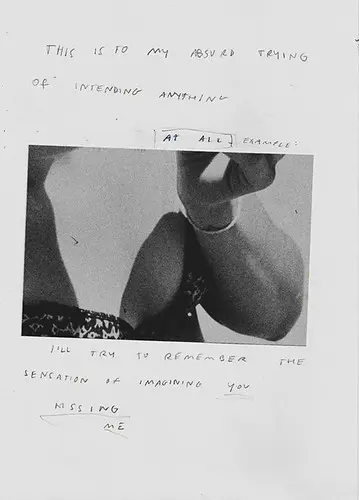 THIS IS TO MY ABSURD TRYING
OF INTENDING ANYTHING
AT ALL] EXAMPLE:
I'LL TRY TO REMEMBER THE
SENSATION OF IMAGINING YOU
MISSING
ME